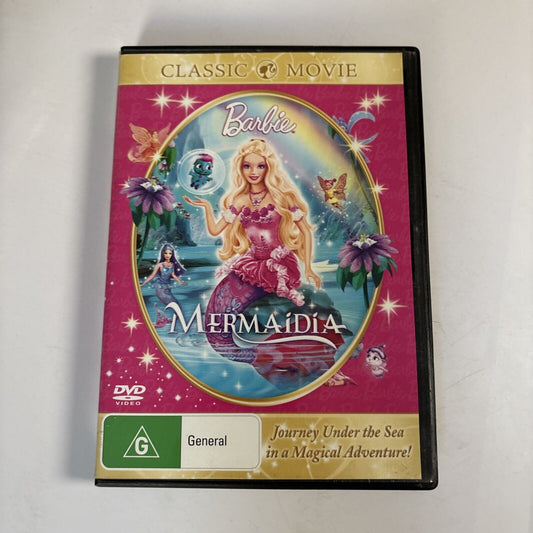 CLASSIC MOVIE
Barbie
MERMAIDIA
DVD
VIDEO
G
General
Journey Under the Sea
in a Magical Adventure!